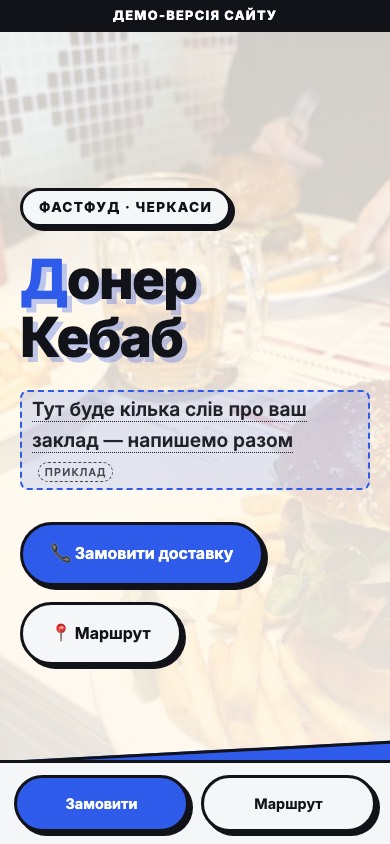 ДЕМО-ВЕРСІЯ САЙТУ
ФАСТФУД · ЧЕРКАСИ
Донер
Кебаб
Тут буде кілька слів про ваш
заклад — напишемо разом
ПРИКЛАД
📞 Замовити доставку
📍 Маршрут
Замовити
Маршрут